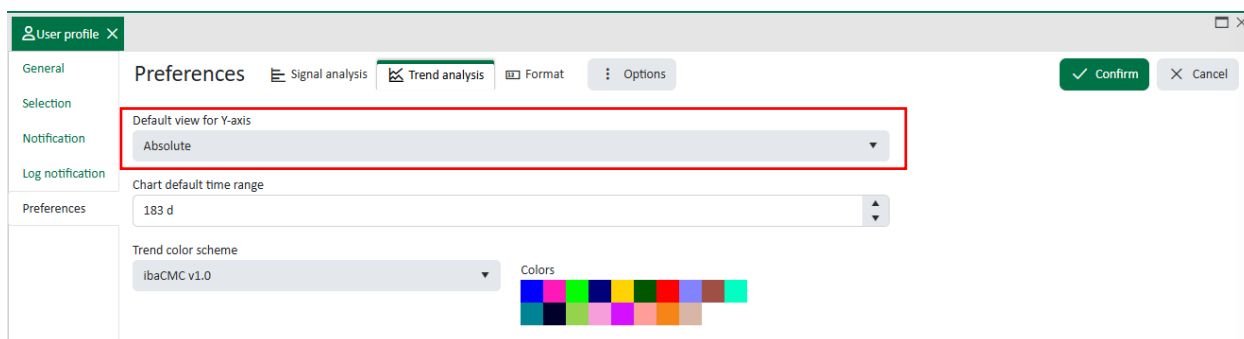 User profile
General
Selection
Notification
Log notification
Preferences
Preferences
Signal analysis
Trend analysis
Format
Options
Confirm
Cancel
Default view for Y-axis
Absolute
Chart default time range
183 d
Trend color scheme
ibaCMC v1.0
Colors